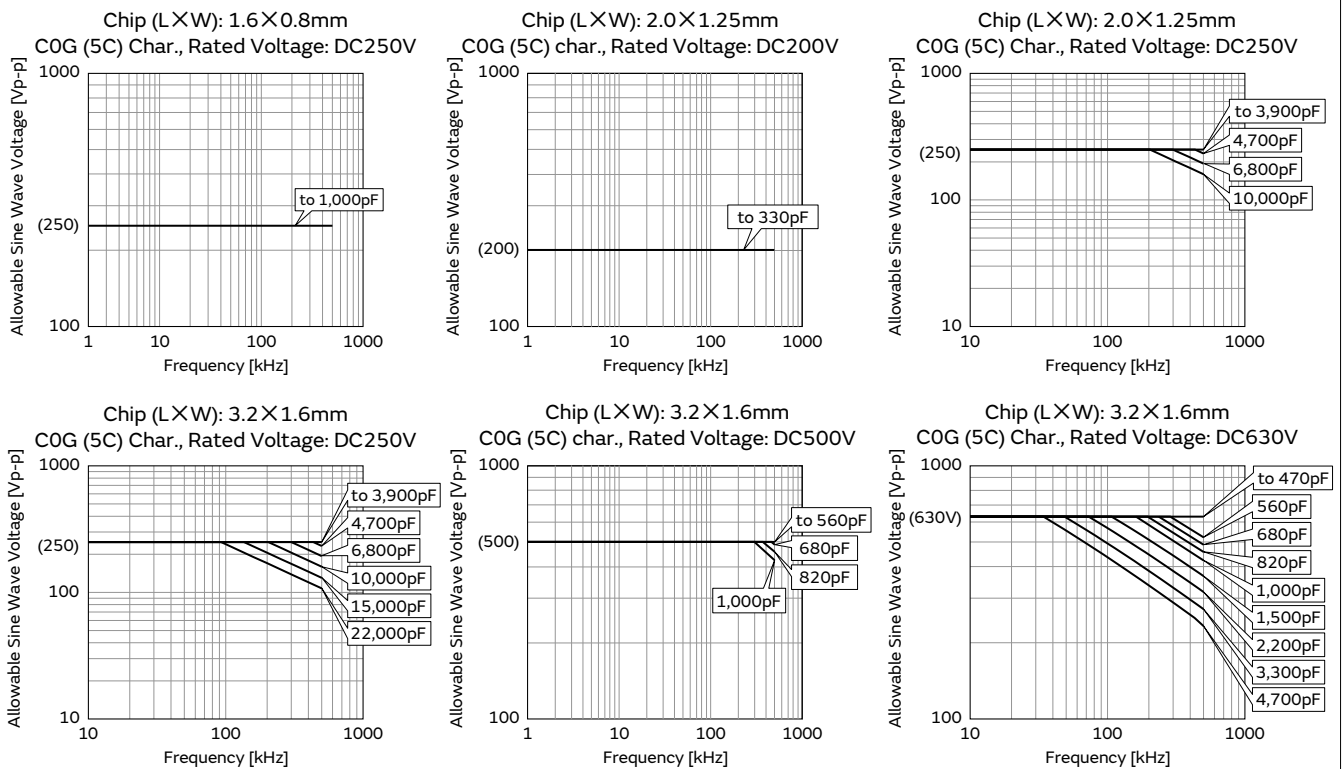 Chip (L×W): 1.6×0.8mm
C0G (5C) Char., Rated Voltage: DC250V
Allowable Sine Wave Voltage [Vp-p]
1000
(250)
100
to 1,000pF
1
10
100
1000
Frequency [kHz]
Chip (L×W): 2.0×1.25mm
C0G (5C) char., Rated Voltage: DC200V
Allowable Sine Wave Voltage [Vp-p]
1000
(200)
100
to 330pF
1
10
100
1000
Frequency [kHz]
Chip (L×W): 2.0×1.25mm
C0G (5C) Char., Rated Voltage: DC250V
Allowable Sine Wave Voltage [Vp-p]
1000
(250)
100
10
to 3,900pF
4,700pF
6,800pF
10,000pF
10
100
1000
Frequency [kHz]
Chip (L×W): 3.2×1.6mm
C0G (5C) Char., Rated Voltage: DC250V
Allowable Sine Wave Voltage [Vp-p]
1000
(250)
100
10
to 3,900pF
4,700pF
6,800pF
10,000pF
15,000pF
22,000pF
10
100
1000
Frequency [kHz]
Chip (L×W): 3.2×1.6mm
C0G (5C) char., Rated Voltage: DC500V
Allowable Sine Wave Voltage [Vp-p]
1000
(500)
100
to 560pF
680pF
820pF
1,000pF
1
10
100
1000
Frequency [kHz]
Chip (L×W): 3.2×1.6mm
C0G (5C) Char., Rated Voltage: DC630V
Allowable Sine Wave Voltage [Vp-p]
1000
(630V)
100
to 470pF
560pF
680pF
820pF
1,000pF
1,500pF
2,200pF
3,300pF
4,700pF
10
100
1000
Frequency [kHz]